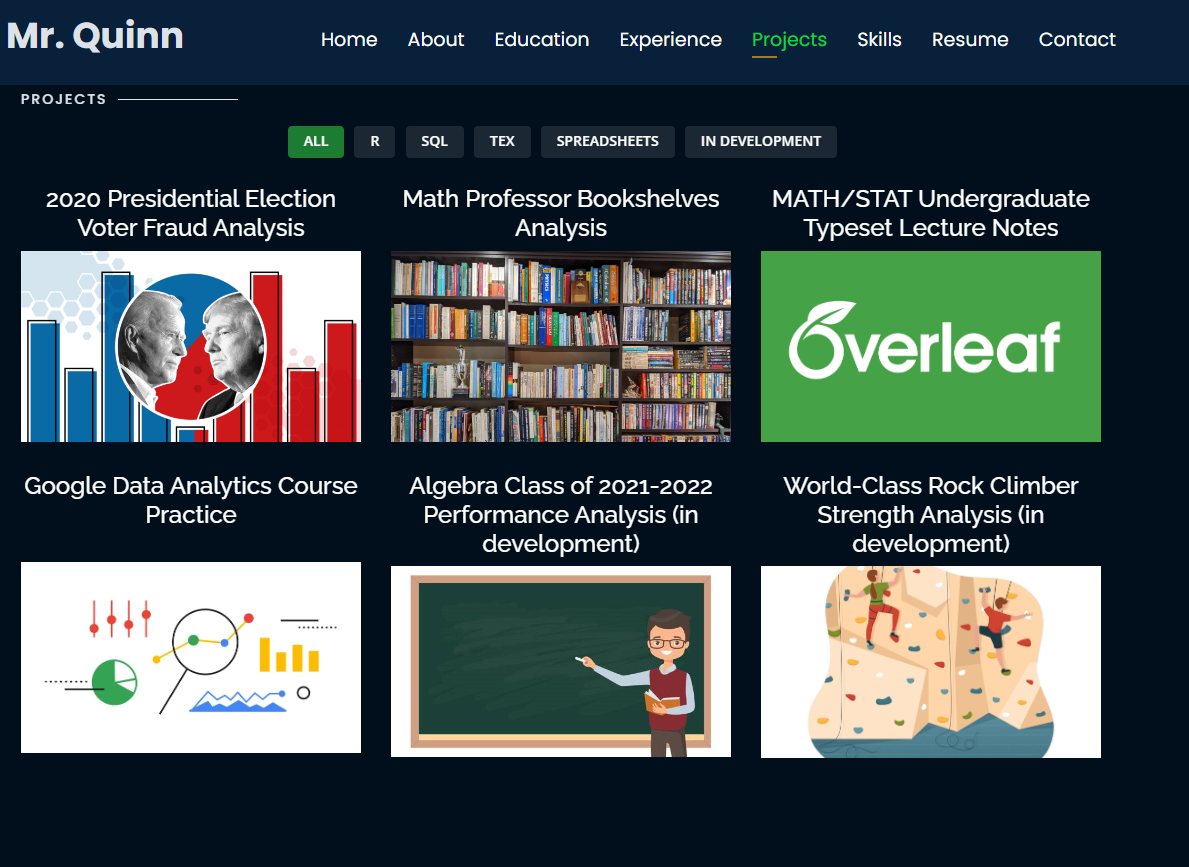 Mr. Quinn
Home About Education Experience Projects Skills Resume Contact
PROJECTS
ALL R SQL TEX SPREADSHEETS IN DEVELOPMENT
2020 Presidential Election
Voter Fraud Analysis
Math Professor Bookshelves
Analysis
MATH/STAT Undergraduate
Typeset Lecture Notes
Overleaf
Google Data Analytics Course
Practice
Algebra Class of 2021-2022
Performance Analysis (in
development)
World-Class Rock Climber
Strength Analysis (in
development)